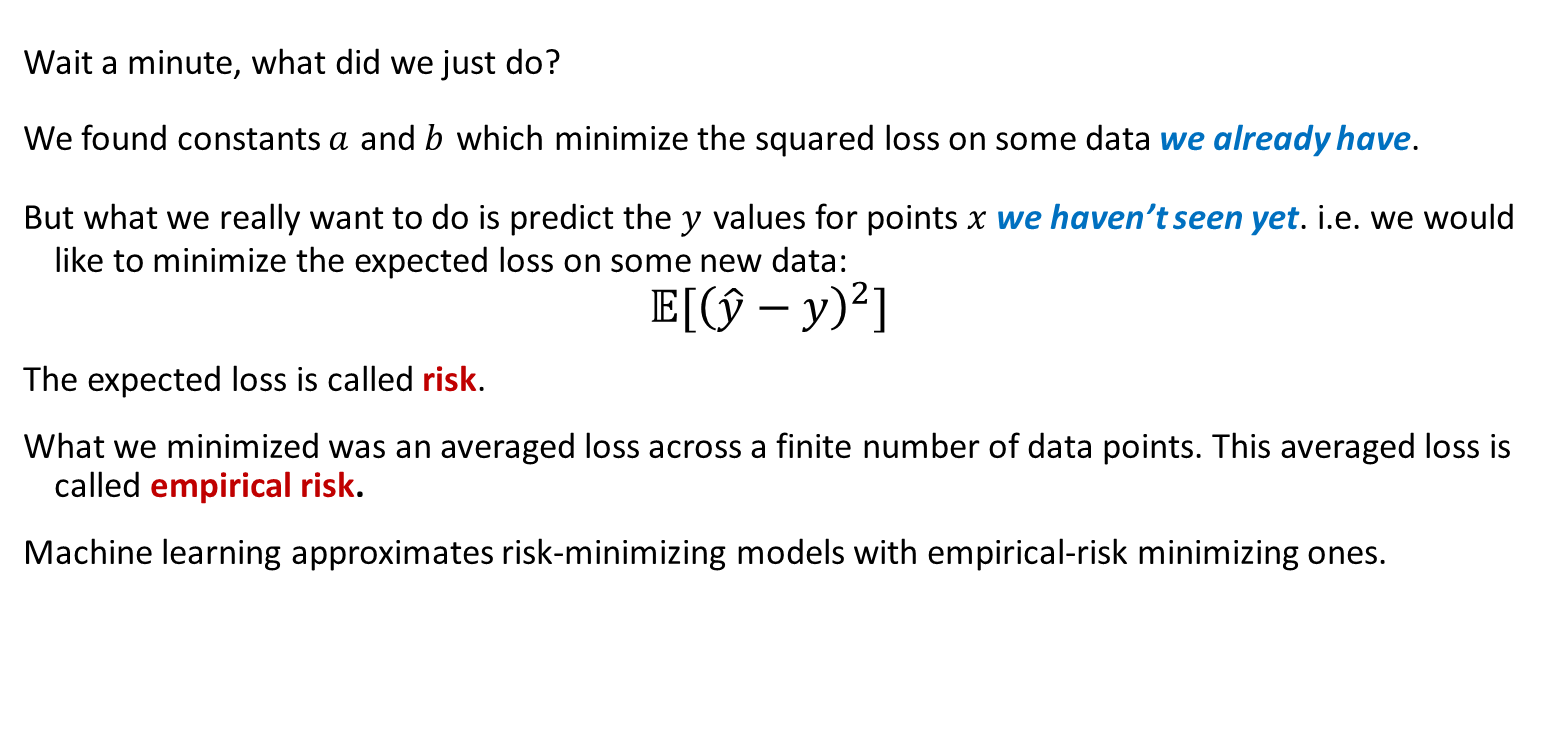 Wait a minute, what did we just do?
We found constants a and b which minimize the squared loss on some data we already have.
But what we really want to do is predict the y values for points x we haven’t seen yet. i.e. we would
like to minimize the expected loss on some new data:
𝔼[(ŷ − y)²]
The expected loss is called risk.
What we minimized was an averaged loss across a finite number of data points. This averaged loss is
called empirical risk.
Machine learning approximates risk-minimizing models with empirical-risk minimizing ones.